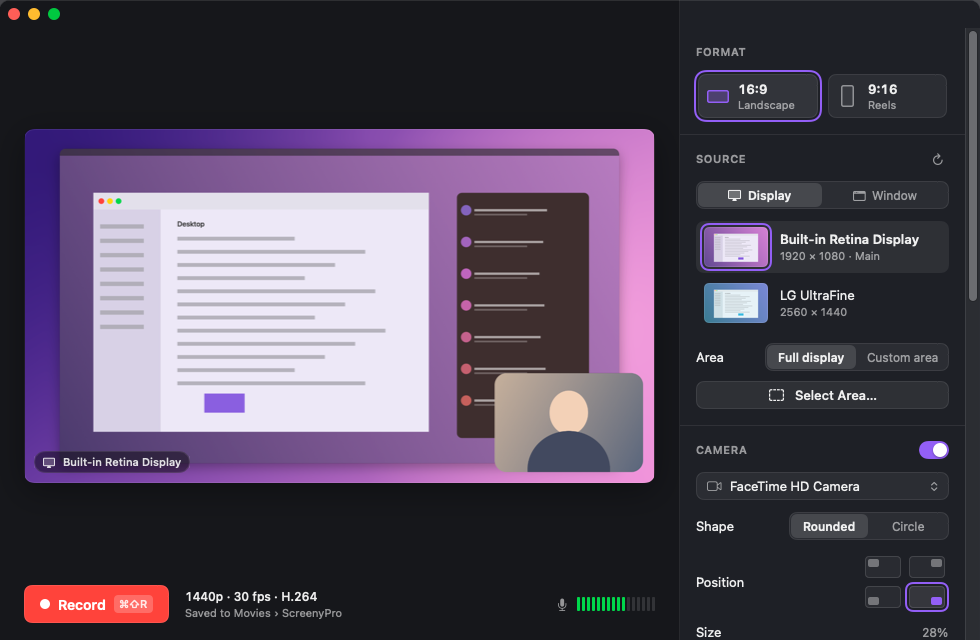 FORMAT
16:9
Landscape
9:16
Reels
SOURCE
Display
Window
Built-in Retina Display
1920 × 1080 · Main
LG UltraFine
2560 × 1440
Area
Full display
Custom area
Select Area...
CAMERA
FaceTime HD Camera
Shape
Rounded
Circle
Position
Size
28%
Desktop
Built-in Retina Display
Record
⌘⇧R
1440p · 30 fps · H.264
Saved to Movies › ScreenyPro